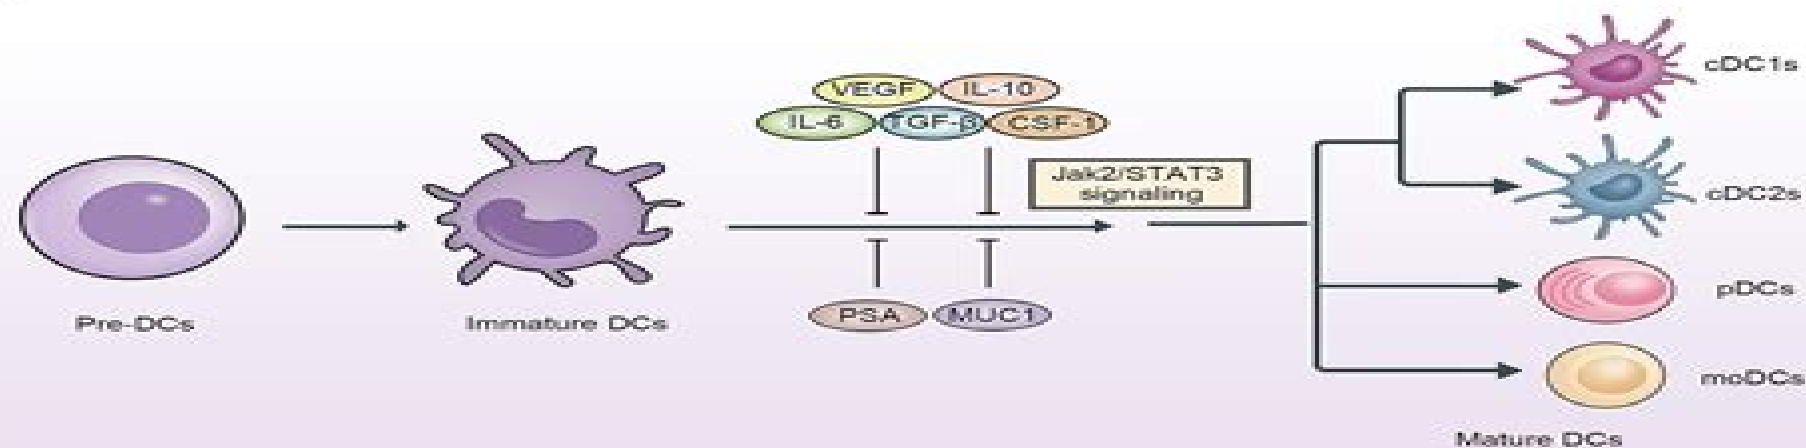 VEGF IL-10
IL-6 TGF-β CSF-1
Jak2/STAT3
signaling
Pre-DCs
Immature DCs
PSA MUC1
cDC1s
cDC2s
pDCs
moDCs
Mature DCs